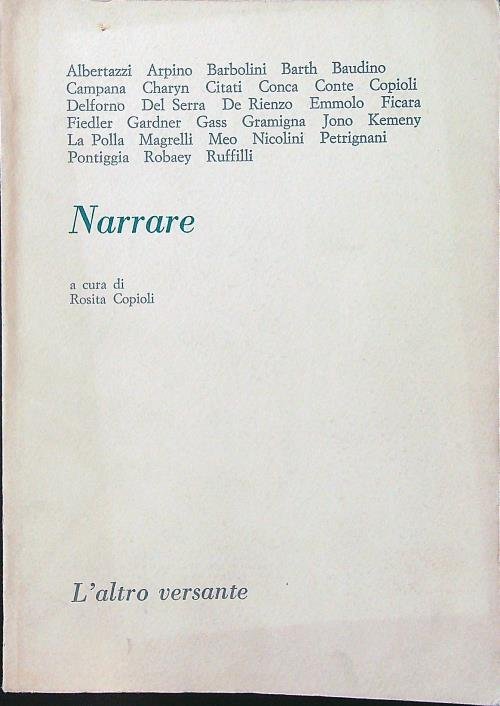 Albertazzi Arpino Barbolini Barth Baudino
Campana Charyn Citati Conca Conte Copioli
Delforno Del Serra De Rienzo Emmolo Ficara
Fiedler Gardner Gass Gramigna Jono Kemeny
La Polla Magrelli Meo Nicolini Petrignani
Pontiggia Robaey Ruffilli
Narrare
a cura di
Rosita Copioli
L'altro versante